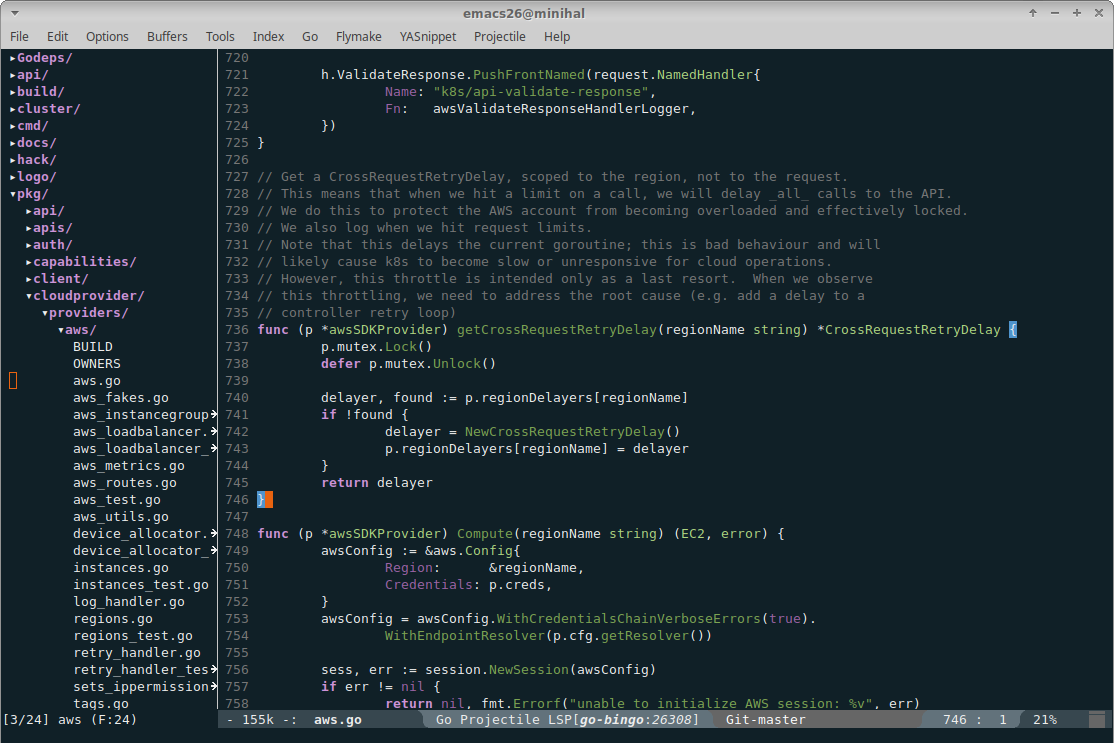 emacs26@minihal
File Edit Options Buffers Tools Index Go Flymake YASnippet Projectile Help
Godeps/
api/
build/
cluster/
cmd/
docs/
hack/
logo/
pkg/
api/
apis/
auth/
capabilities/
client/
cloudprovider/
providers/
aws/
BUILD
OWNERS
aws.go
aws_fakes.go
aws_instancegroup
aws_loadbalancer.
aws_loadbalancer_
aws_metrics.go
aws_routes.go
aws_test.go
aws_utils.go
device_allocator.
device_allocator_
instances.go
instances_test.go
log_handler.go
regions.go
regions_test.go
retry_handler.go
retry_handler_tes
sets_ippermission
tags.go
[3/24] aws (F:24)
720
721         h.ValidateResponse.PushFrontNamed(request.NamedHandler{
722                 Name: "k8s/api-validate-response",
723                 Fn:   awsValidateResponseHandlerLogger,
724         })
725 }
726
727 // Get a CrossRequestRetryDelay, scoped to the region, not to the request.
728 // This means that when we hit a limit on a call, we will delay _all_ calls to the API.
729 // We do this to protect the AWS account from becoming overloaded and effectively locked.
730 // We also log when we hit request limits.
731 // Note that this delays the current goroutine; this is bad behaviour and will
732 // likely cause k8s to become slow or unresponsive for cloud operations.
733 // However, this throttle is intended only as a last resort.  When we observe
734 // this throttling, we need to address the root cause (e.g. add a delay to a
735 // controller retry loop)
736 func (p *awsSDKProvider) getCrossRequestRetryDelay(regionName string) *CrossRequestRetryDelay {
737         p.mutex.Lock()
738         defer p.mutex.Unlock()
739
740         delayer, found := p.regionDelayers[regionName]
741         if !found {
742                 delayer = NewCrossRequestRetryDelay()
743                 p.regionDelayers[regionName] = delayer
744         }
745         return delayer
746 }
747
748 func (p *awsSDKProvider) Compute(regionName string) (EC2, error) {
749         awsConfig := &aws.Config{
750                 Region:      &regionName,
751                 Credentials: p.creds,
752         }
753         awsConfig = awsConfig.WithCredentialsChainVerboseErrors(true).
754                 WithEndpointResolver(p.cfg.getResolver())
755
756         sess, err := session.NewSession(awsConfig)
757         if err != nil {
758                 return nil, fmt.Errorf("unable to initialize AWS session: %v", err)
- 155k -: aws.go Go Projectile LSP[go-bingo:26308] Git-master 746 : 1 21%